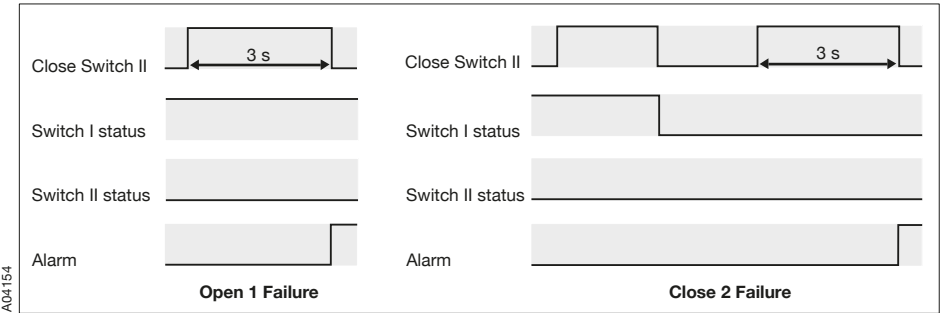 Close Switch II
3 s
Switch I status
Switch II status
Alarm
Open 1 Failure
Close Switch II
3 s
Switch I status
Switch II status
Alarm
Close 2 Failure
A04154